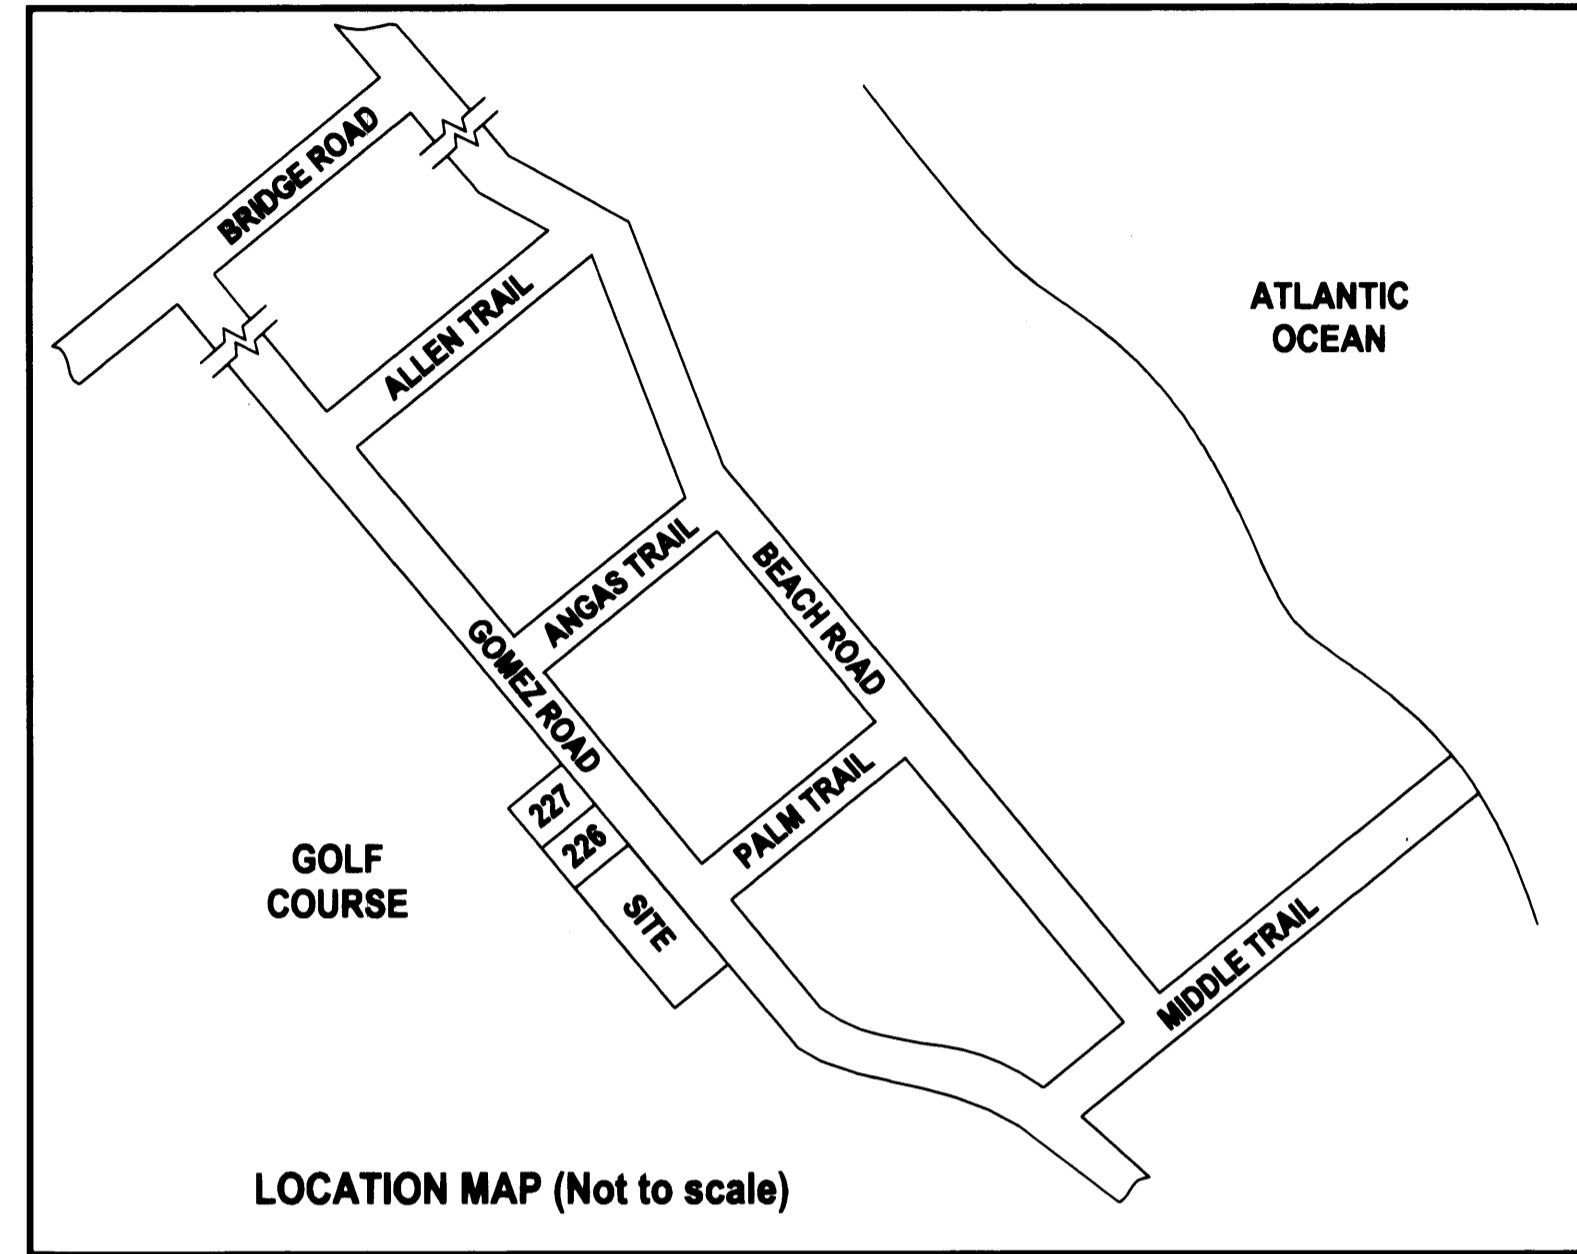 BRIDGE ROAD
ATLANTIC
OCEAN
ALLEN TRAIL
ANGAS TRAIL
BEACH ROAD
GOMEZ ROAD
PALM TRAIL
227
226
SITE
GOLF
COURSE
MIDDLE TRAIL
LOCATION MAP (Not to scale)